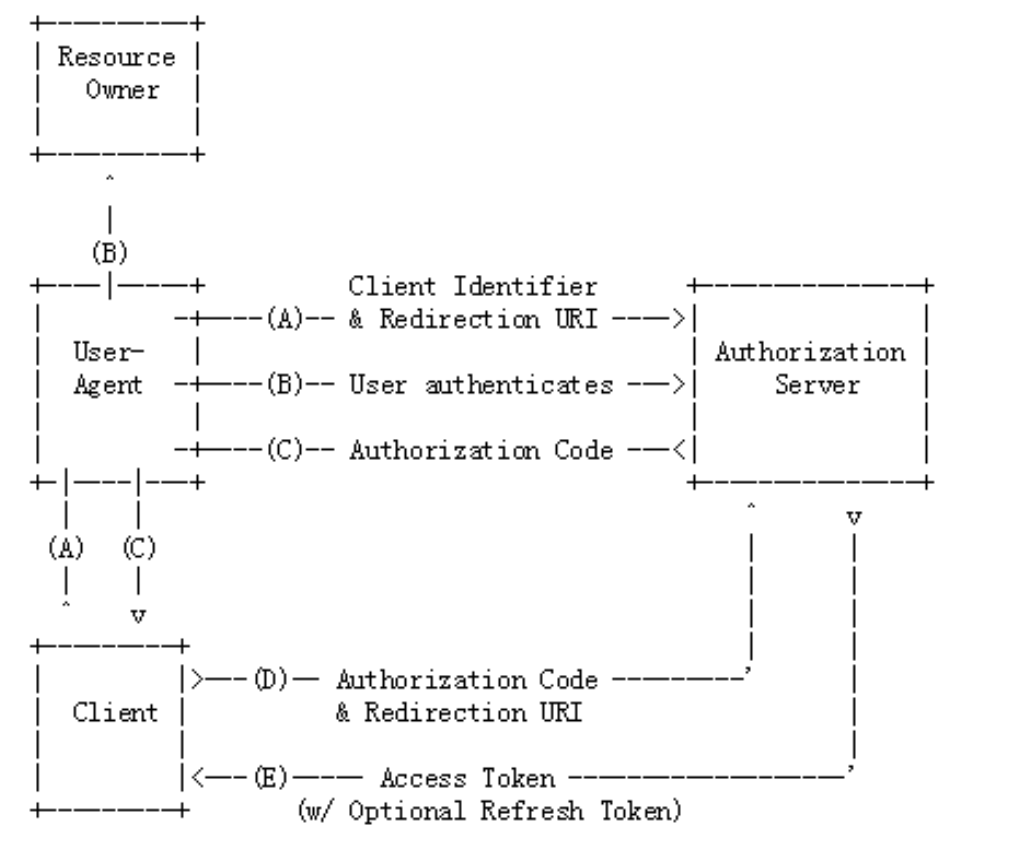 Resource
Owner
(B)
Client Identifier
(A) & Redirection URI
User-
Agent
Authorization
Server
(B) User authenticates
(C) Authorization Code
(A) (C)
v
v
Client
(D) Authorization Code
& Redirection URI
(E) Access Token
(w/ Optional Refresh Token)